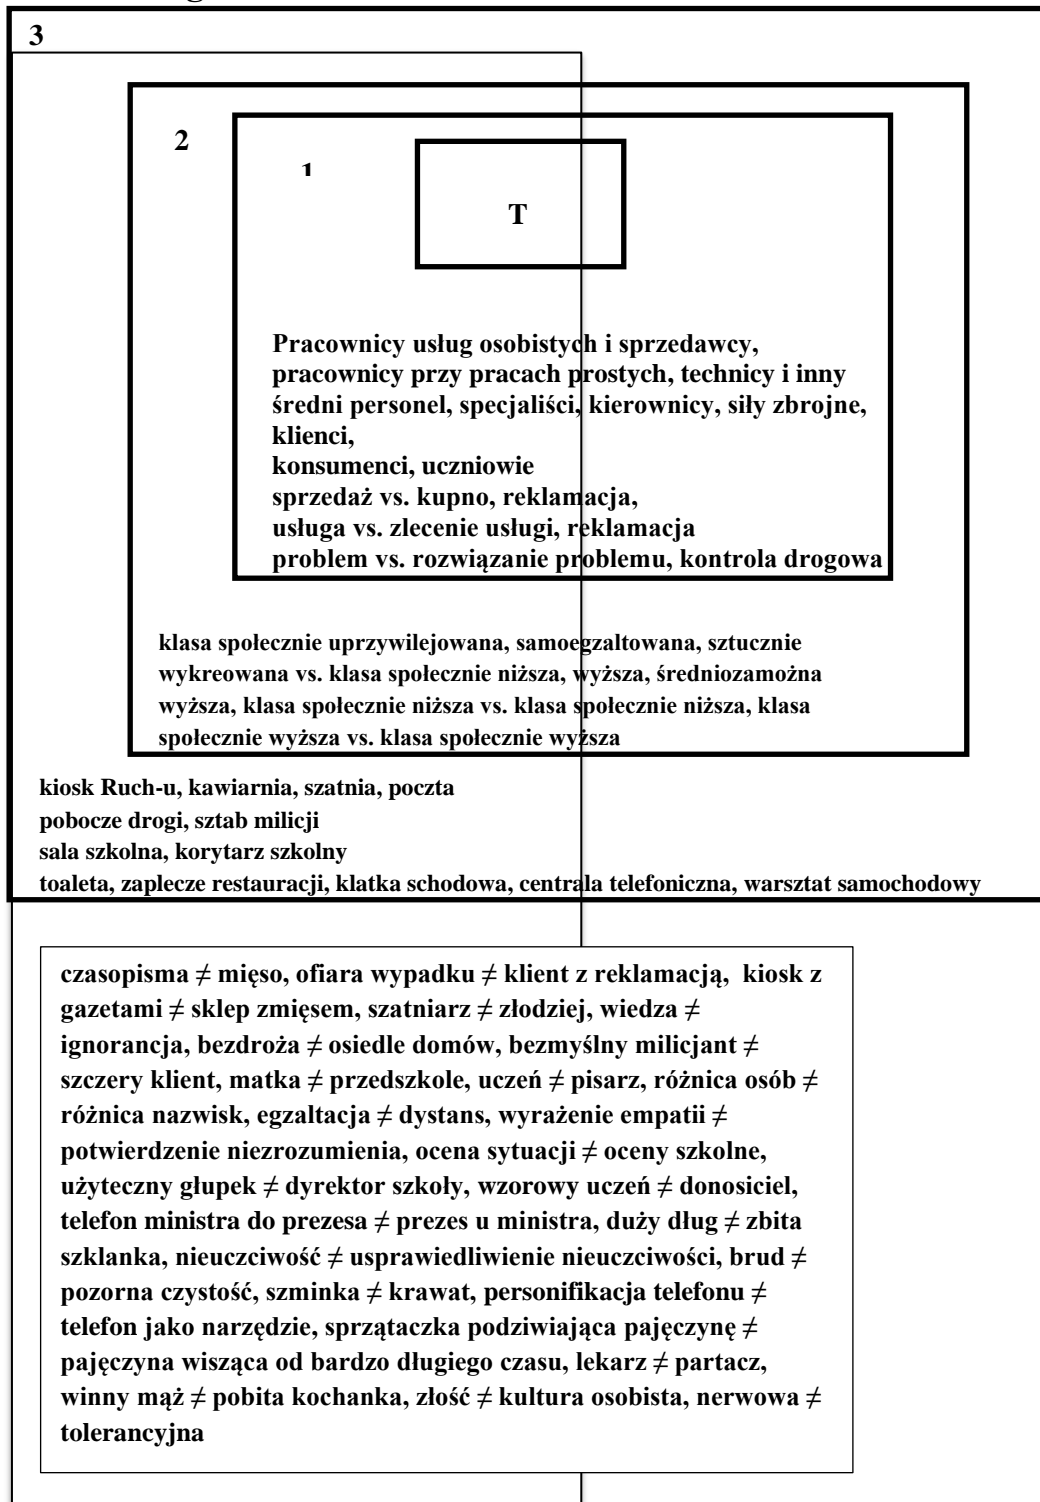 3
2
1
T
Pracownicy usług osobistych i sprzedawcy,
pracownicy przy pracach prostych, technicy i inny
średni personel, specjaliści, kierownicy, siły zbrojne,
klienci,
konsumenci, uczniowie
sprzedaż vs. kupno, reklamacja,
usługa vs. zlecenie usługi, reklamacja
problem vs. rozwiązanie problemu, kontrola drogowa
klasa społecznie uprzywilejowana, samoegzaltowana, sztucznie
wykreowana vs. klasa społecznie niższa, wyższa, średniozamożna
wyższa, klasa społecznie niższa vs. klasa społecznie niższa, klasa
społecznie wyższa vs. klasa społecznie wyższa
kiosk Ruch-u, kawiarnia, szatnia, poczta
pobocze drogi, sztab milicji
sala szkolna, korytarz szkolny
toaleta, zaplecze restauracji, klatka schodowa, centrala telefoniczna, warsztat samochodowy
czasopisma ≠ mięso, ofiara wypadku ≠ klient z reklamacją, kiosk z
gazetami ≠ sklep zmięsem, szatniarz ≠ złodziej, wiedza ≠
ignorancja, bezdroża ≠ osiedle domów, bezmyślny milicjant ≠
szczery klient, matka ≠ przedszkole, uczeń ≠ pisarz, różnica osób ≠
różnica nazwisk, egzaltacja ≠ dystans, wyrażenie empatii ≠
potwierdzenie niezrozumienia, ocena sytuacji ≠ oceny szkolne,
użyteczny głupek ≠ dyrektor szkoły, wzorowy uczeń ≠ donosiciel,
telefon ministra do prezesa ≠ prezes u ministra, duży dług ≠ zbita
szklanka, nieuczciwość ≠ usprawiedliwienie nieuczciwości, brud ≠
pozorna czystość, szminka ≠ krawat, personifikacja telefonu ≠
telefon jako narzędzie, sprzątaczka podziwiająca pajęczynę ≠
pajęczyna wisząca od bardzo długiego czasu, lekarz ≠ partacz,
winny mąż ≠ pobita kochanka, złość ≠ kultura osobista, nerwowa ≠
tolerancyjna